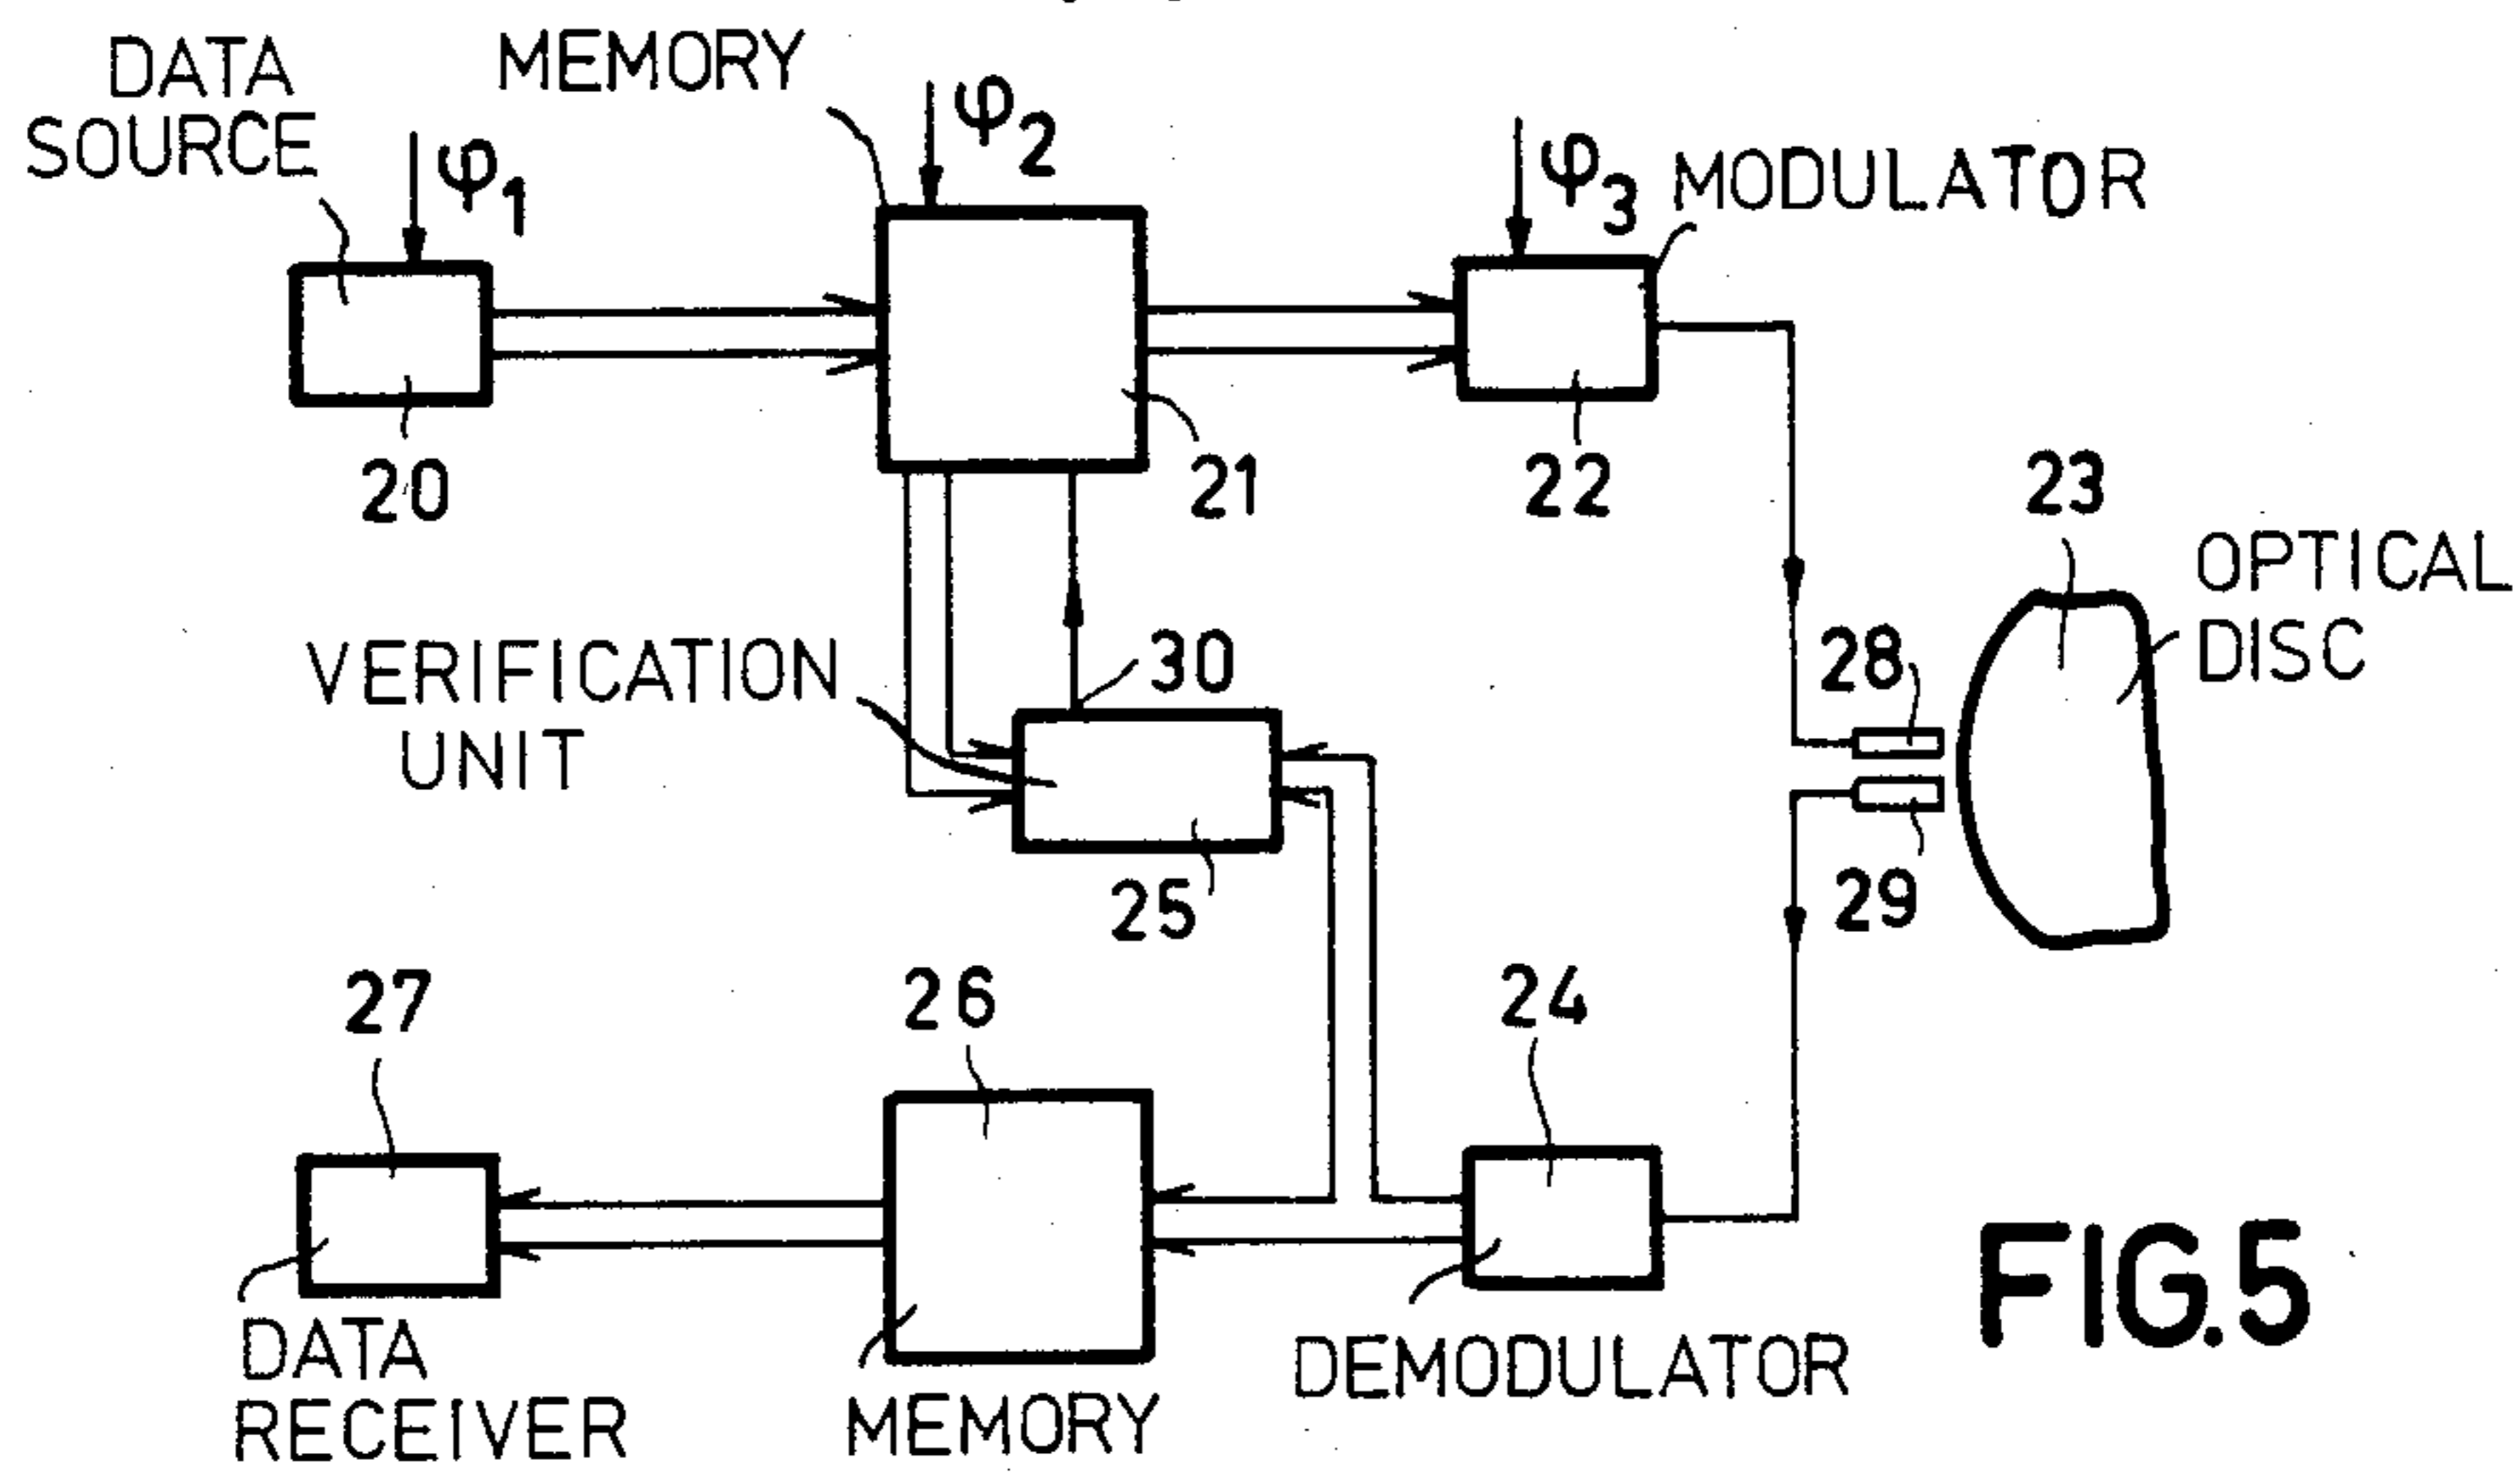 DATA
SOURCE
MEMORY
φ1
φ2
φ3
MODULATOR
20
21
22
23
OPTICAL
DISC
VERIFICATION
UNIT
30
28
25
29
27
26
24
DATA
RECEIVER
MEMORY
DEMODULATOR
FIG.5